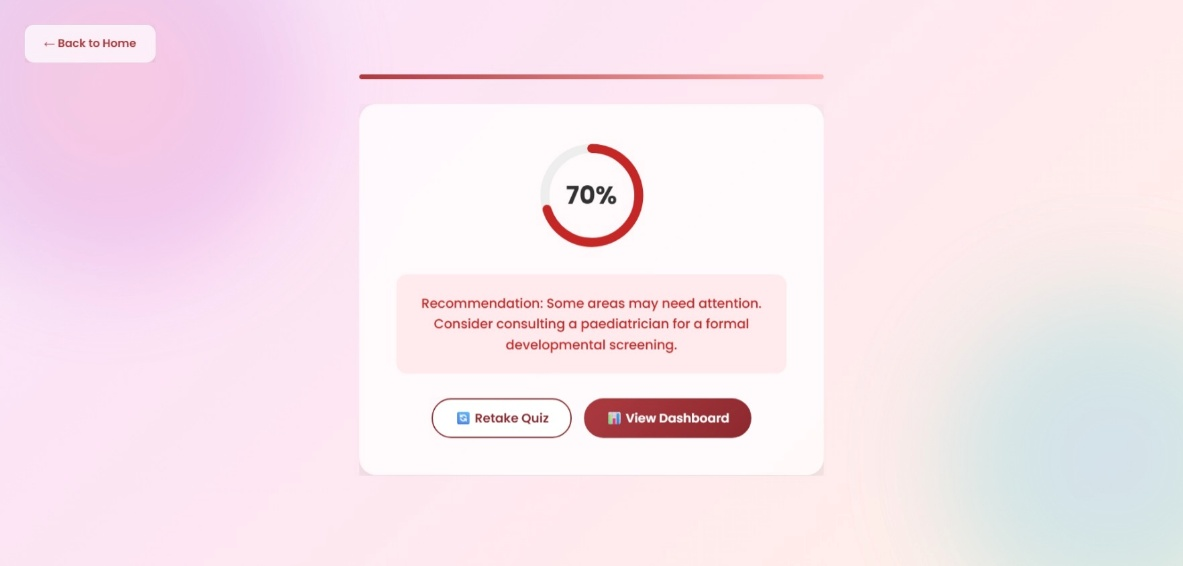 ← Back to Home
70%
Recommendation: Some areas may need attention.
Consider consulting a paediatrician for a formal
developmental screening.
🔄 Retake Quiz
📊 View Dashboard